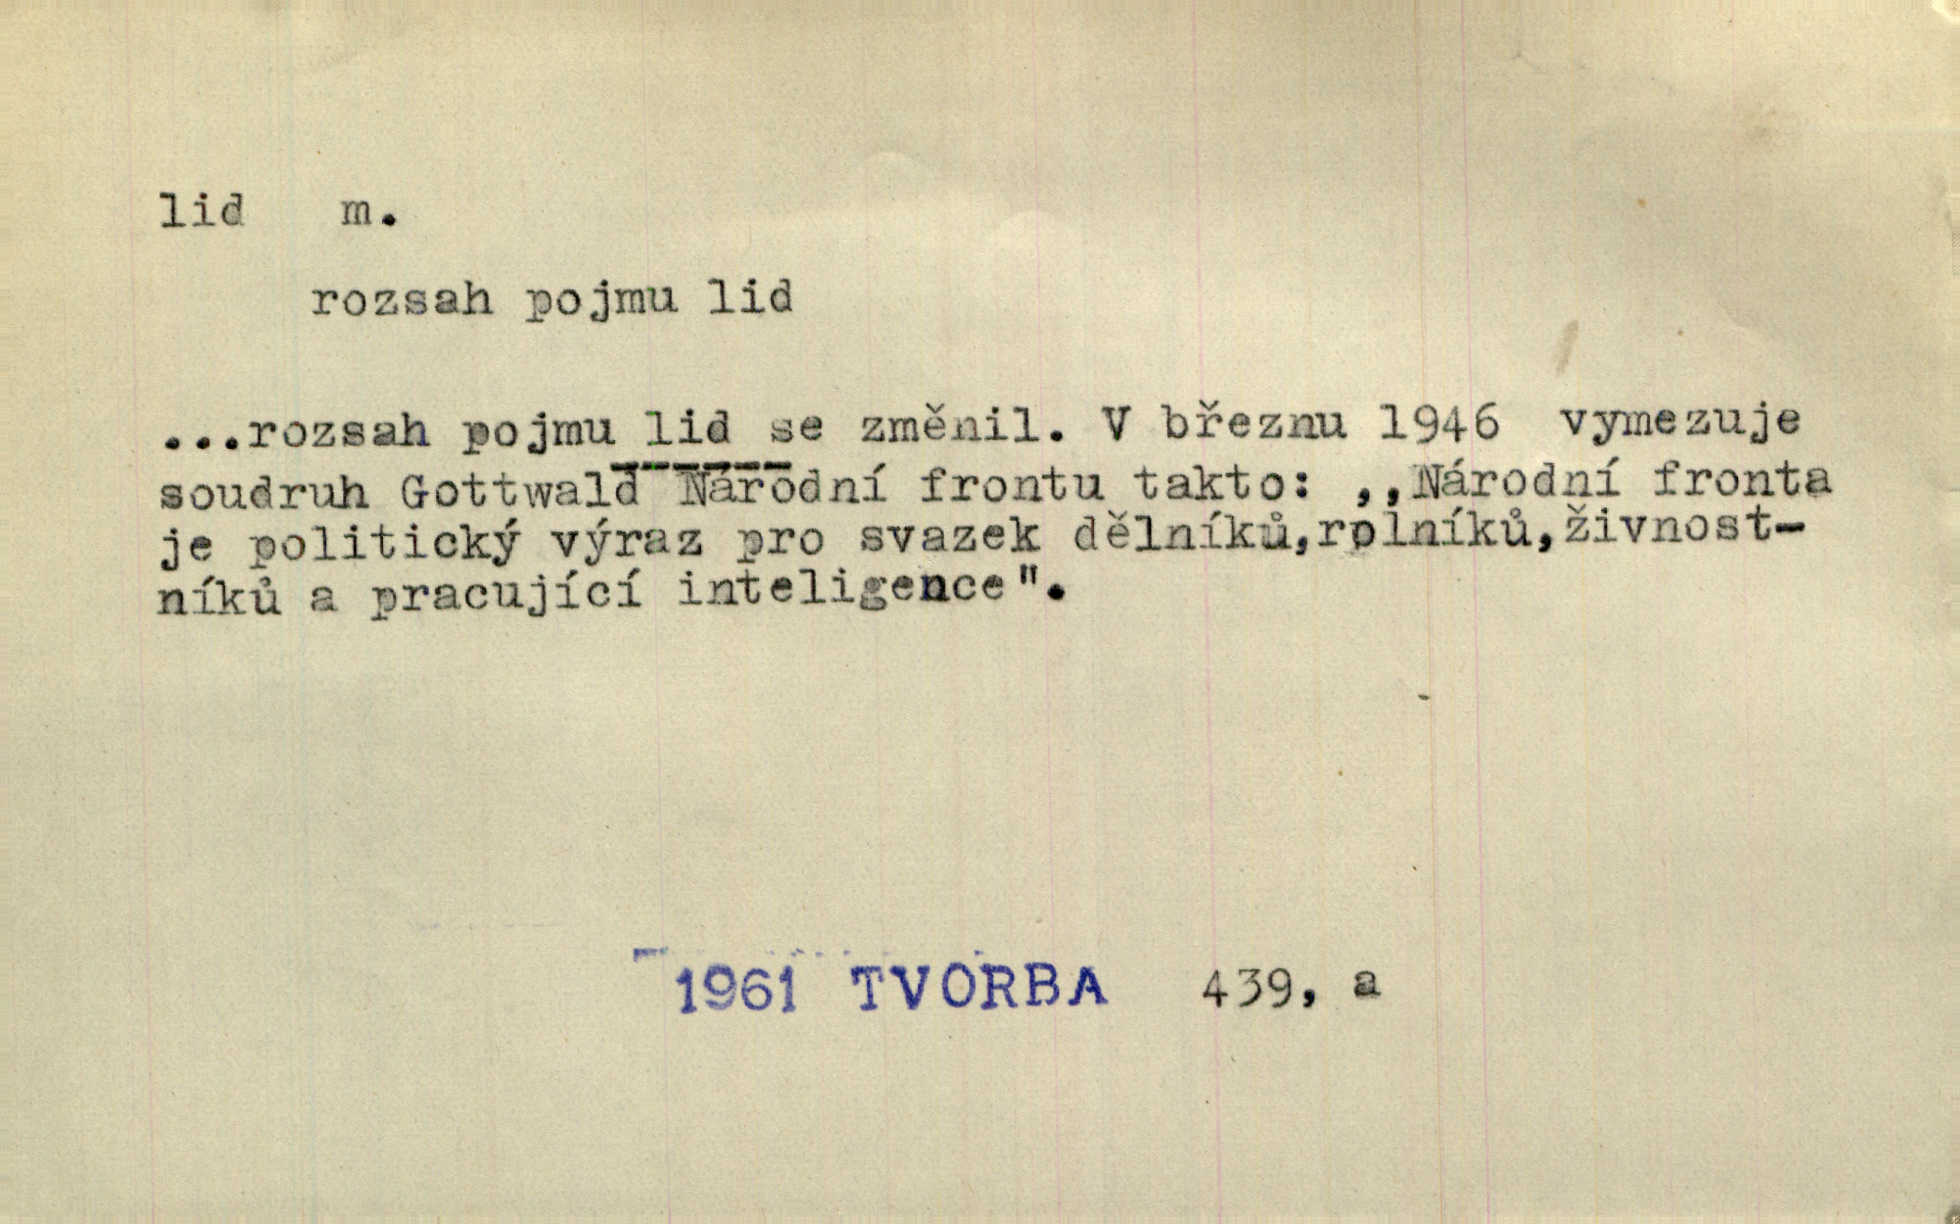 lid m.
rozsah pojmu lid
...rozsah pojmu lid se změnil. V březnu 1946 vymezuje
soudruh Gottwald Národní frontu takto: ,,Národní fronta
je politický výraz pro svazek dělníků,rolníků,živnost-
níků a pracující inteligence".
1961 TVORBA 439, a